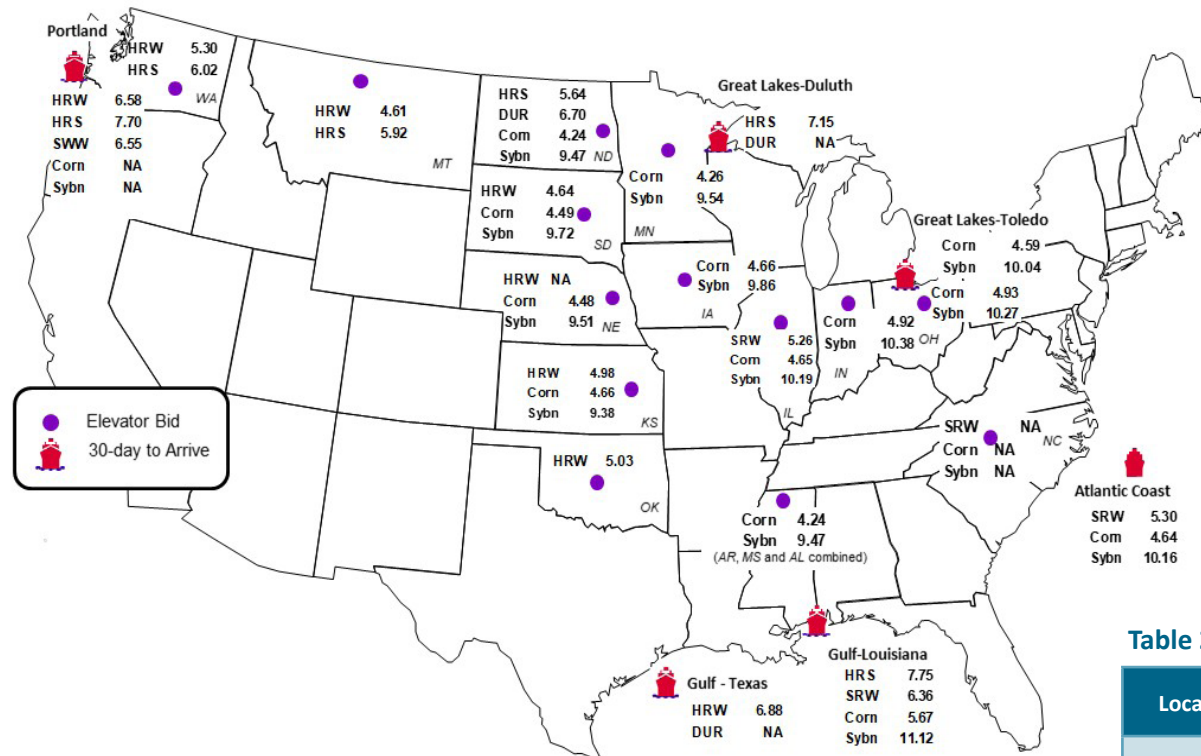 Portland
HRW 5.30
HRS 6.02
WA
HRW 6.58
HRS 7.70
SWW 6.55
Corn NA
Sybn NA
HRW 4.61
HRS 5.92
MT
HRS 5.64
DUR 6.70
Corn 4.24
Sybn 9.47
ND
Great Lakes-Duluth
HRS 7.15
DUR NA
Corn 4.26
Sybn 9.54
MN
HRW 4.64
Corn 4.49
Sybn 9.72
SD
Great Lakes-Toledo
Corn 4.59
Sybn 10.04
HRW NA
Corn 4.48
Sybn 9.51
NE
Corn 4.66
Sybn 9.86
IA
Corn 4.93
Sybn 10.27
OH
Corn 4.92
Sybn 10.38
IN
SRW 5.26
Corn 4.65
Sybn 10.19
IL
HRW 4.98
Corn 4.66
Sybn 9.38
KS
Elevator Bid
30-day to Arrive
HRW 5.03
OK
SRW NA
Corn NA
Sybn NA
NC
Corn 4.24
Sybn 9.47
(AR, MS and AL combined)
Atlantic Coast
SRW 5.30
Corn 4.64
Sybn 10.16
Gulf - Texas
HRW 6.88
DUR NA
Gulf-Louisiana
HRS 7.75
SRW 6.36
Corn 5.67
Sybn 11.12
Table
Loca